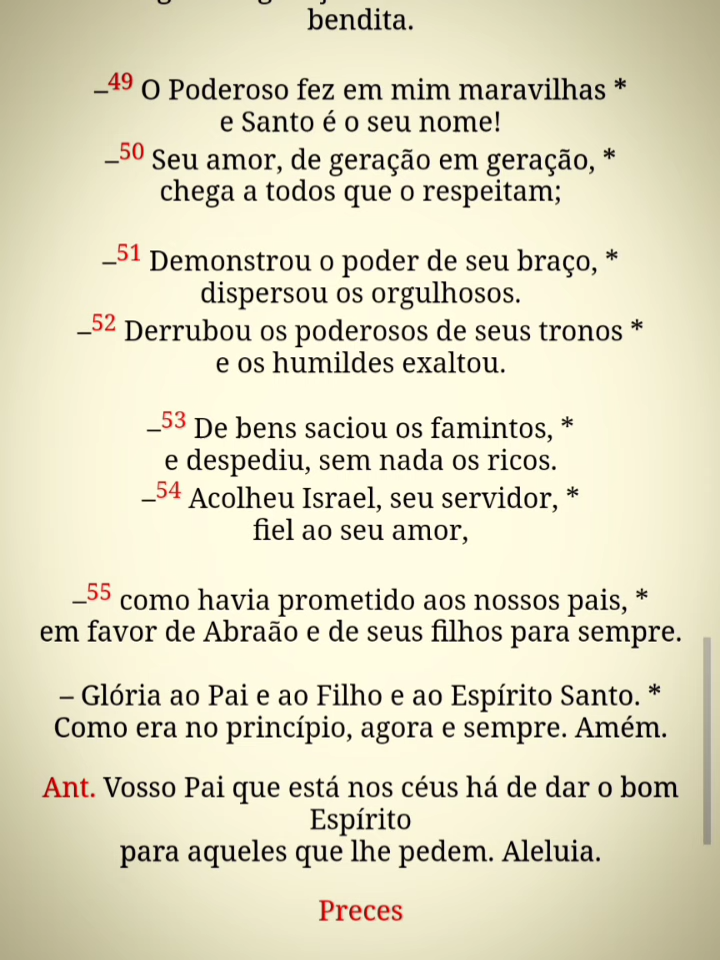 bendita.
–49 O Poderoso fez em mim maravilhas *
e Santo é o seu nome!
–50 Seu amor, de geração em geração, *
chega a todos que o respeitam;
–51 Demonstrou o poder de seu braço, *
dispersou os orgulhosos.
–52 Derrubou os poderosos de seus tronos *
e os humildes exaltou.
–53 De bens saciou os famintos, *
e despediu, sem nada os ricos.
–54 Acolheu Israel, seu servidor, *
fiel ao seu amor,
–55 como havia prometido aos nossos pais, *
em favor de Abraão e de seus filhos para sempre.
– Glória ao Pai e ao Filho e ao Espírito Santo. *
Como era no princípio, agora e sempre. Amém.
Ant. Vosso Pai que está nos céus há de dar o bom
Espírito
para aqueles que lhe pedem. Aleluia.
Preces